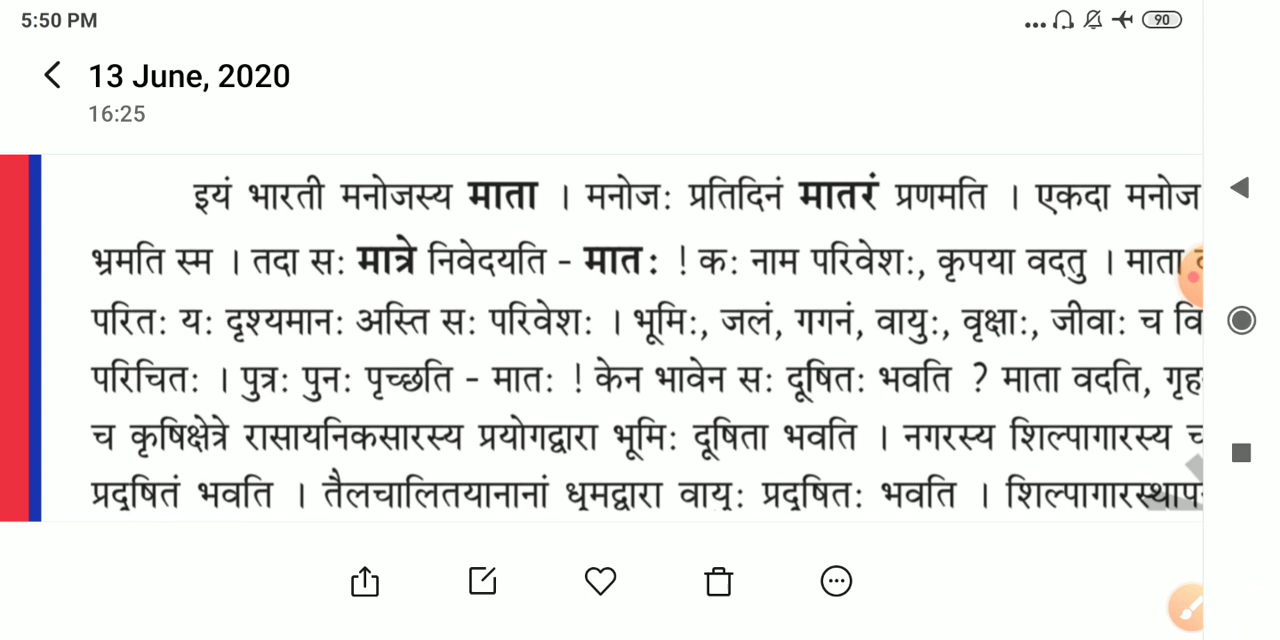 5:50 PM
90
13 June, 2020
16:25
इयं भारती मनोजस्य माता । मनोजः प्रतिदिनं मातरं प्रणमति । एकदा मनोज
भ्रमति स्म । तदा सः मात्रे निवेदयति - मातः ! कः नाम परिवेशः, कृपया वदतु । माता
परितः यः दृश्यमानः अस्ति सः परिवेशः । भूमिः, जलं, गगनं, वायुः, वृक्षाः, जीवाः च वि
परिचितः । पुत्रः पुनः पृच्छति - मातः ! केन भावेन सः दूषितः भवति ? माता वदति, गृह
च कृषिक्षेत्रे रासायनिकसारस्य प्रयोगद्वारा भूमिः दूषिता भवति । नगरस्य शिल्पागारस्य च
प्रदूषितं भवति । तैलचालितयानानां धूमद्वारा वायुः प्रदूषितः भवति । शिल्पागारस्थाप